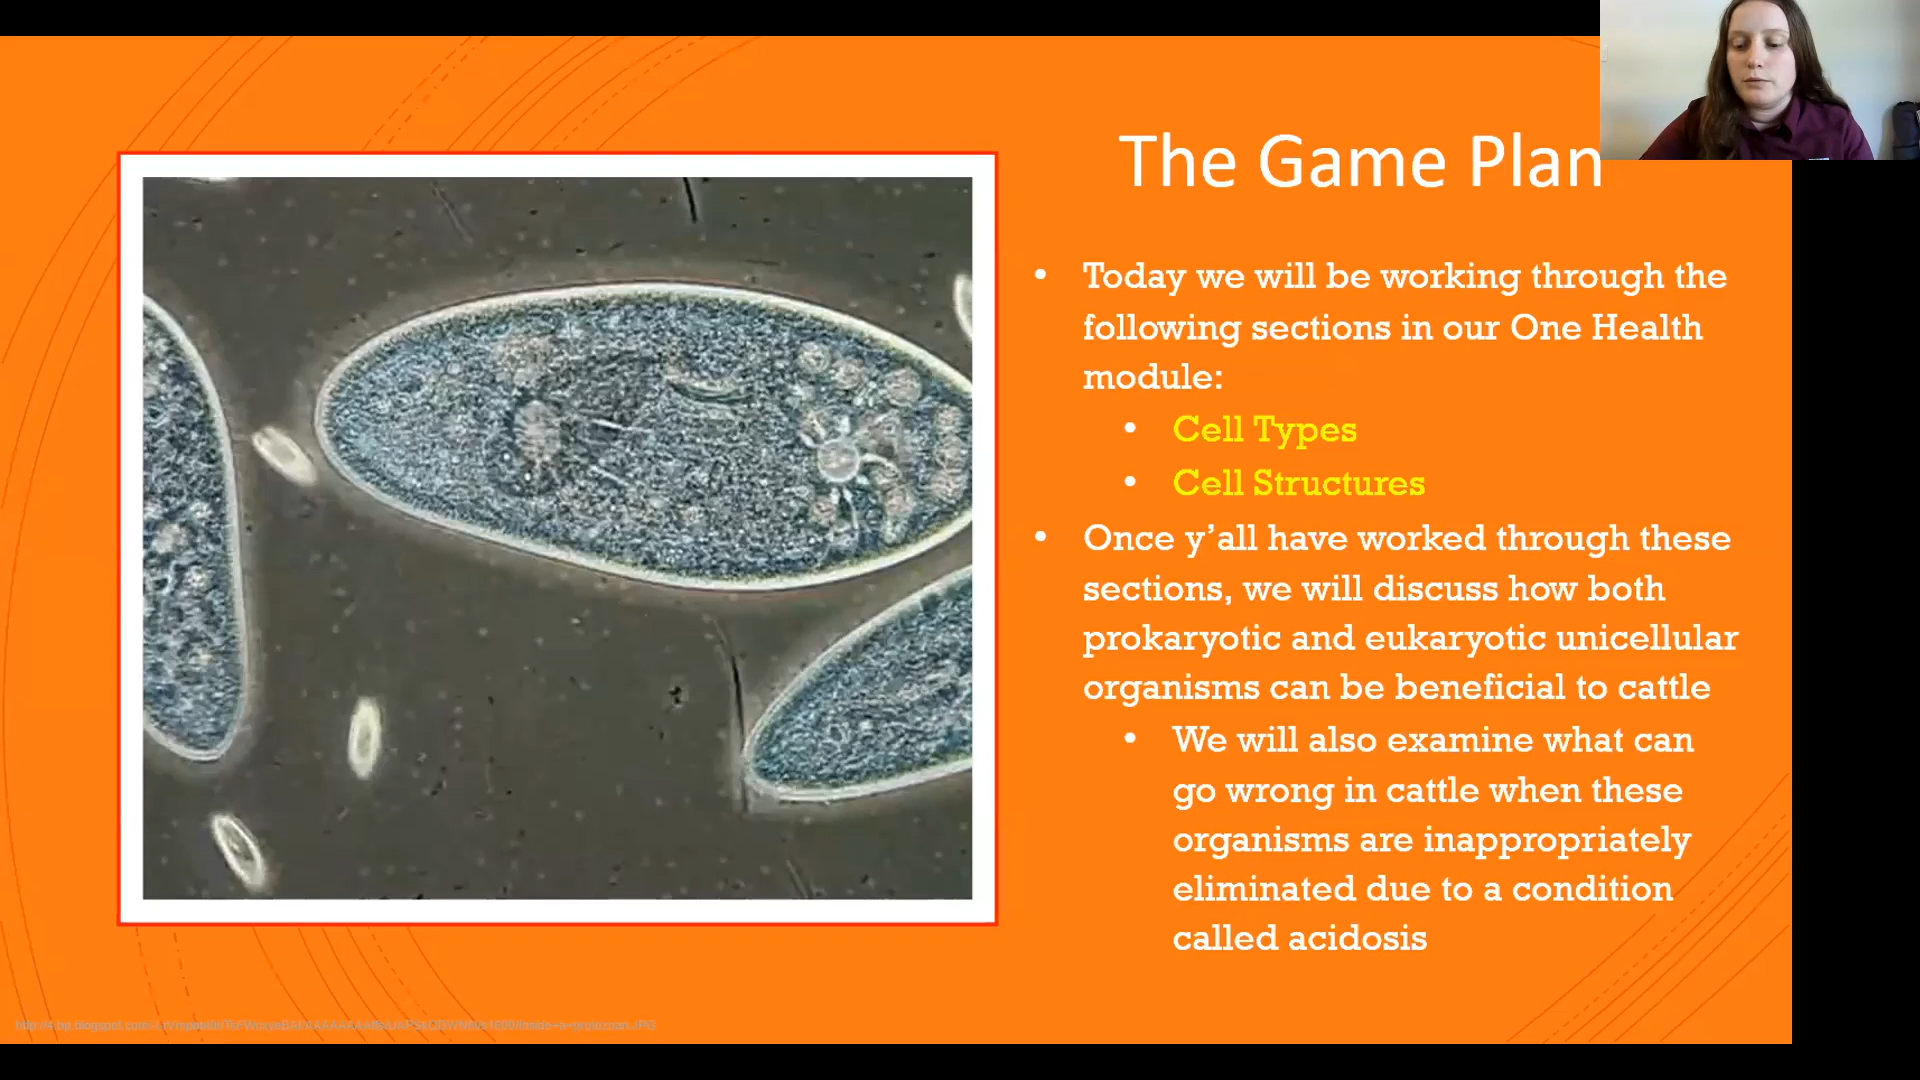 The Game Plan
• Today we will be working through the
following sections in our One Health
module:
• Cell Types
• Cell Structures
• Once y’all have worked through these
sections, we will discuss how both
prokaryotic and eukaryotic unicellular
organisms can be beneficial to cattle
• We will also examine what can
go wrong in cattle when these
organisms are inappropriately
eliminated due to a condition
called acidosis